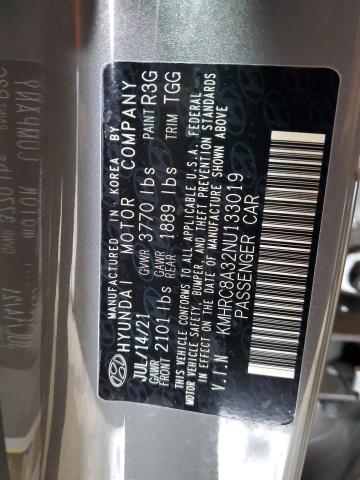 MANUFACTURED IN KOREA BY
HYUNDAI MOTOR COMPANY
JUL/14/21 GVWR 3770 lbs PAINT R3G
GAWR FRONT 2101 lbs GAWR REAR 1889 lbs TRIM TGG
THIS VEHICLE CONFORMS TO ALL APPLICABLE U.S.A. FEDERAL
MOTOR VEHICLE SAFETY, BUMPER, AND THEFT PREVENTION STANDARDS
IN EFFECT ON THE DATE OF MANUFACTURE SHOWN ABOVE
V.I.N KMHRC8A32NU133019
PASSENGER CAR